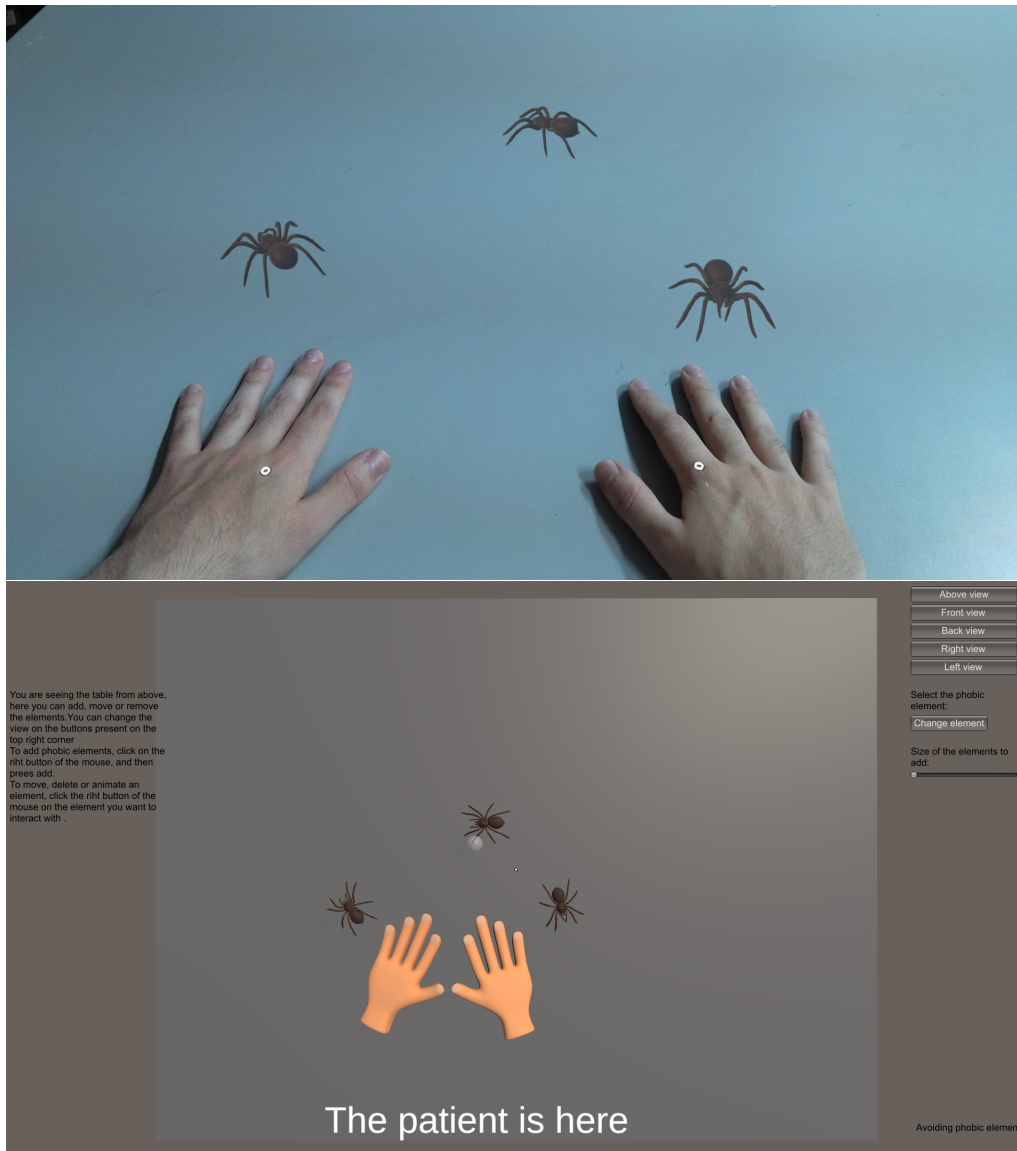 You are seeing the table from above,
here you can add, move or remove
the elements.You can change the
view on the buttons present on the
top right corner
To add phobic elements, click on the
riht button of the mouse, and then
prees add.
To move, delete or animate an
element, click the riht button of the
mouse on the element you want to
interact with .
Above view
Front view
Back view
Right view
Left view
Select the phobic
element:
Change element
Size of the elements to
add:
The patient is here
Avoiding phobic elemen